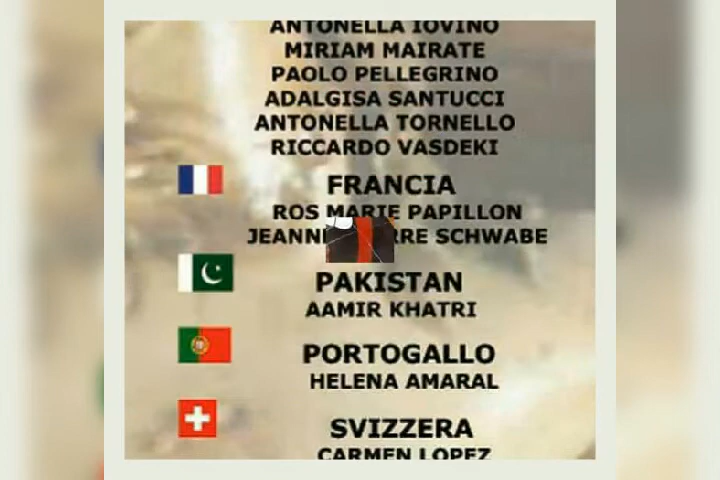 ANTONELLA IOVINO
MIRIAM MAIRATE
PAOLO PELLEGRINO
ADALGISA SANTUCCI
ANTONELLA TORNELLO
RICCARDO VASDEKI
FRANCIA
ROS MARIE PAPILLON
SCHWABE
PAKISTAN
AAMIR KHATRI
PORTOGALLO
HELENA AMARAL
SVIZZERA
CARMEN LOPEZ